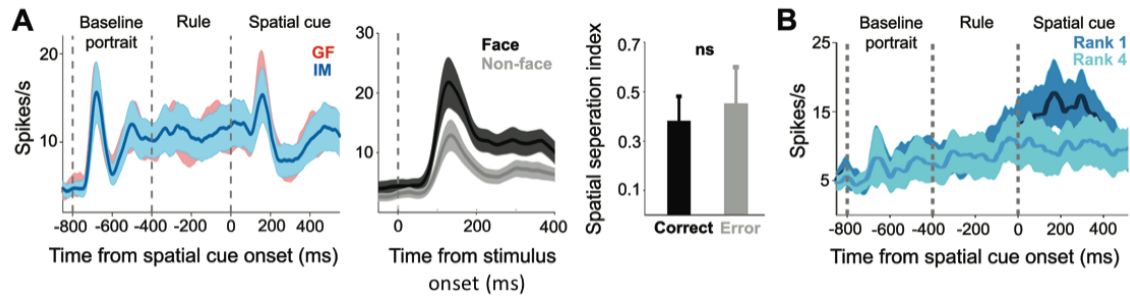 A
Baseline portrait
Rule
Spatial cue
GF
IM
20
10
Spikes/s
-800 -600 -400 -200 0 200 400
Time from spatial cue onset (ms)
30
20
10
Face
Non-face
0 200 400
Time from stimulus
onset (ms)
Spatial seperation index
0.7
0.5
0.3
0.1
ns
Correct Error
B
Baseline portrait
Rule
Spatial cue
Rank 1
Rank 4
25
15
5
Spikes/s
-800 -600 -400 -200 0 200 400
Time from spatial cue onset (ms)